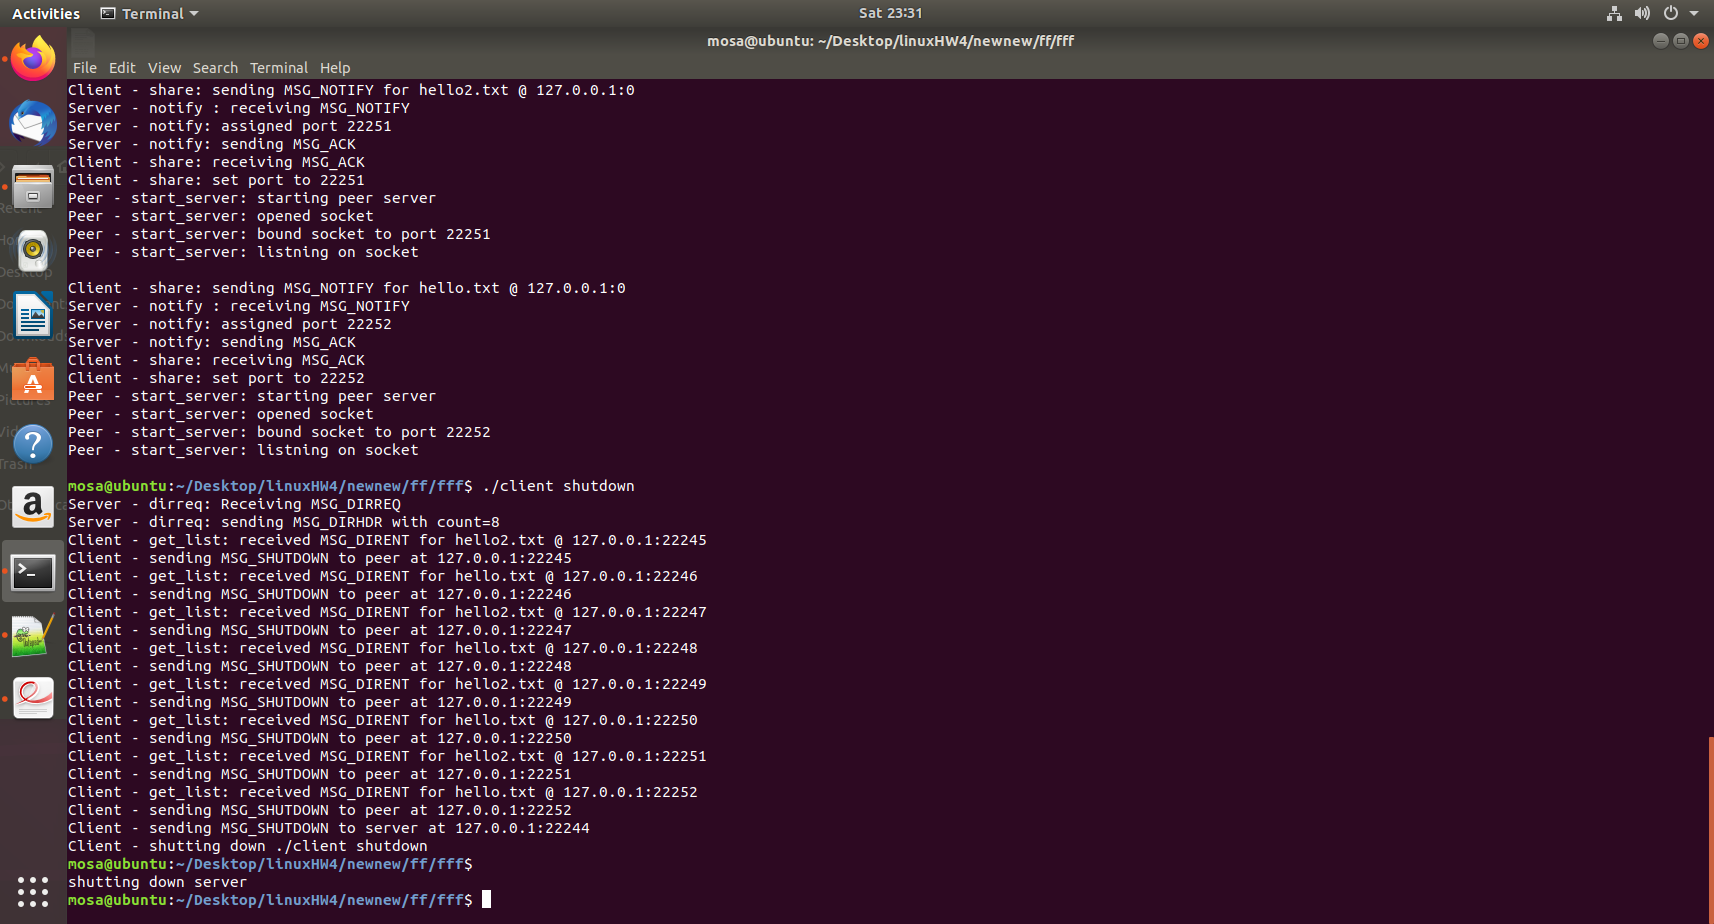 Activities Terminal Sat 23:31
mosa@ubuntu: ~/Desktop/linuxHW4/newnew/ff/fff
File Edit View Search Terminal Help
Client - share: sending MSG_NOTIFY for hello2.txt @ 127.0.0.1:0
Server - notify : receiving MSG_NOTIFY
Server - notify: assigned port 22251
Server - notify: sending MSG_ACK
Client - share: receiving MSG_ACK
Client - share: set port to 22251
Peer - start_server: starting peer server
Peer - start_server: opened socket
Peer - start_server: bound socket to port 22251
Peer - start_server: listning on socket
Client - share: sending MSG_NOTIFY for hello.txt @ 127.0.0.1:0
Server - notify : receiving MSG_NOTIFY
Server - notify: assigned port 22252
Server - notify: sending MSG_ACK
Client - share: receiving MSG_ACK
Client - share: set port to 22252
Peer - start_server: starting peer server
Peer - start_server: opened socket
Peer - start_server: bound socket to port 22252
Peer - start_server: listning on socket
mosa@ubuntu:~/Desktop/linuxHW4/newnew/ff/fff$ ./client shutdown
Server - dirreq: Receiving MSG_DIRREQ
Server - dirreq: sending MSG_DIRHDR with count=8
Client - get_list: received MSG_DIRENT for hello2.txt @ 127.0.0.1:22245
Client - sending MSG_SHUTDOWN to peer at 127.0.0.1:22245
Client - get_list: received MSG_DIRENT for hello.txt @ 127.0.0.1:22246
Client - sending MSG_SHUTDOWN to peer at 127.0.0.1:22246
Client - get_list: received MSG_DIRENT for hello2.txt @ 127.0.0.1:22247
Client - sending MSG_SHUTDOWN to peer at 127.0.0.1:22247
Client - get_list: received MSG_DIRENT for hello.txt @ 127.0.0.1:22248
Client - sending MSG_SHUTDOWN to peer at 127.0.0.1:22248
Client - get_list: received MSG_DIRENT for hello2.txt @ 127.0.0.1:22249
Client - sending MSG_SHUTDOWN to peer at 127.0.0.1:22249
Client - get_list: received MSG_DIRENT for hello.txt @ 127.0.0.1:22250
Client - sending MSG_SHUTDOWN to peer at 127.0.0.1:22250
Client - get_list: received MSG_DIRENT for hello2.txt @ 127.0.0.1:22251
Client - sending MSG_SHUTDOWN to peer at 127.0.0.1:22251
Client - get_list: received MSG_DIRENT for hello.txt @ 127.0.0.1:22252
Client - sending MSG_SHUTDOWN to peer at 127.0.0.1:22252
Client - sending MSG_SHUTDOWN to server at 127.0.0.1:22244
Client - shutting down ./client shutdown
mosa@ubuntu:~/Desktop/linuxHW4/newnew/ff/fff$
shutting down server
mosa@ubuntu:~/Desktop/linuxHW4/newnew/ff/fff$